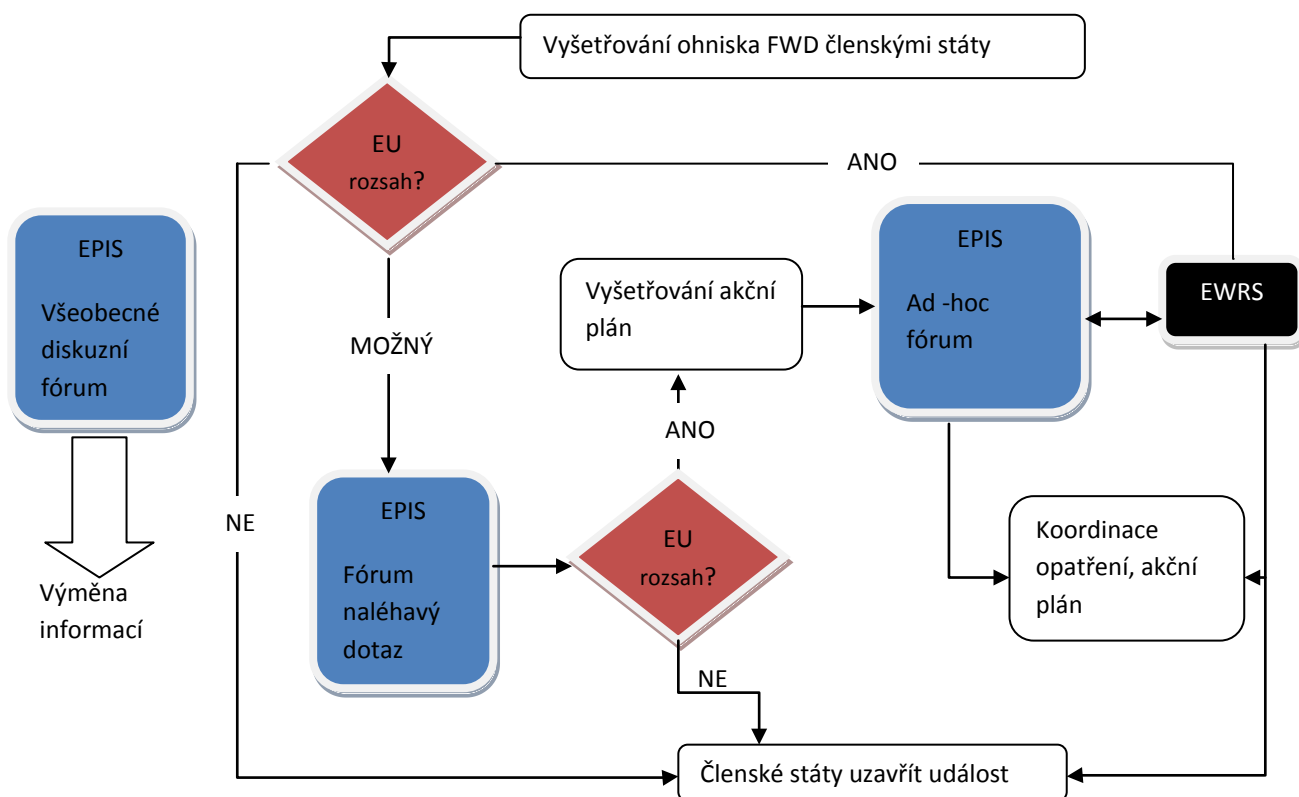 Vyšetřování ohniska FWD členskými státy
EU
rozsah?
ANO
EPIS
Všeobecné
diskuzní
fórum
EPIS
Ad -hoc
fórum
EWRS
Vyšetřování akční
plán
MOŽNÝ
ANO
NE
EPIS
Fórum
naléhavý
dotaz
EU
rozsah?
Koordinace
opatření, akční
plán
Výměna
informací
NE
Členské státy uzavřít událost